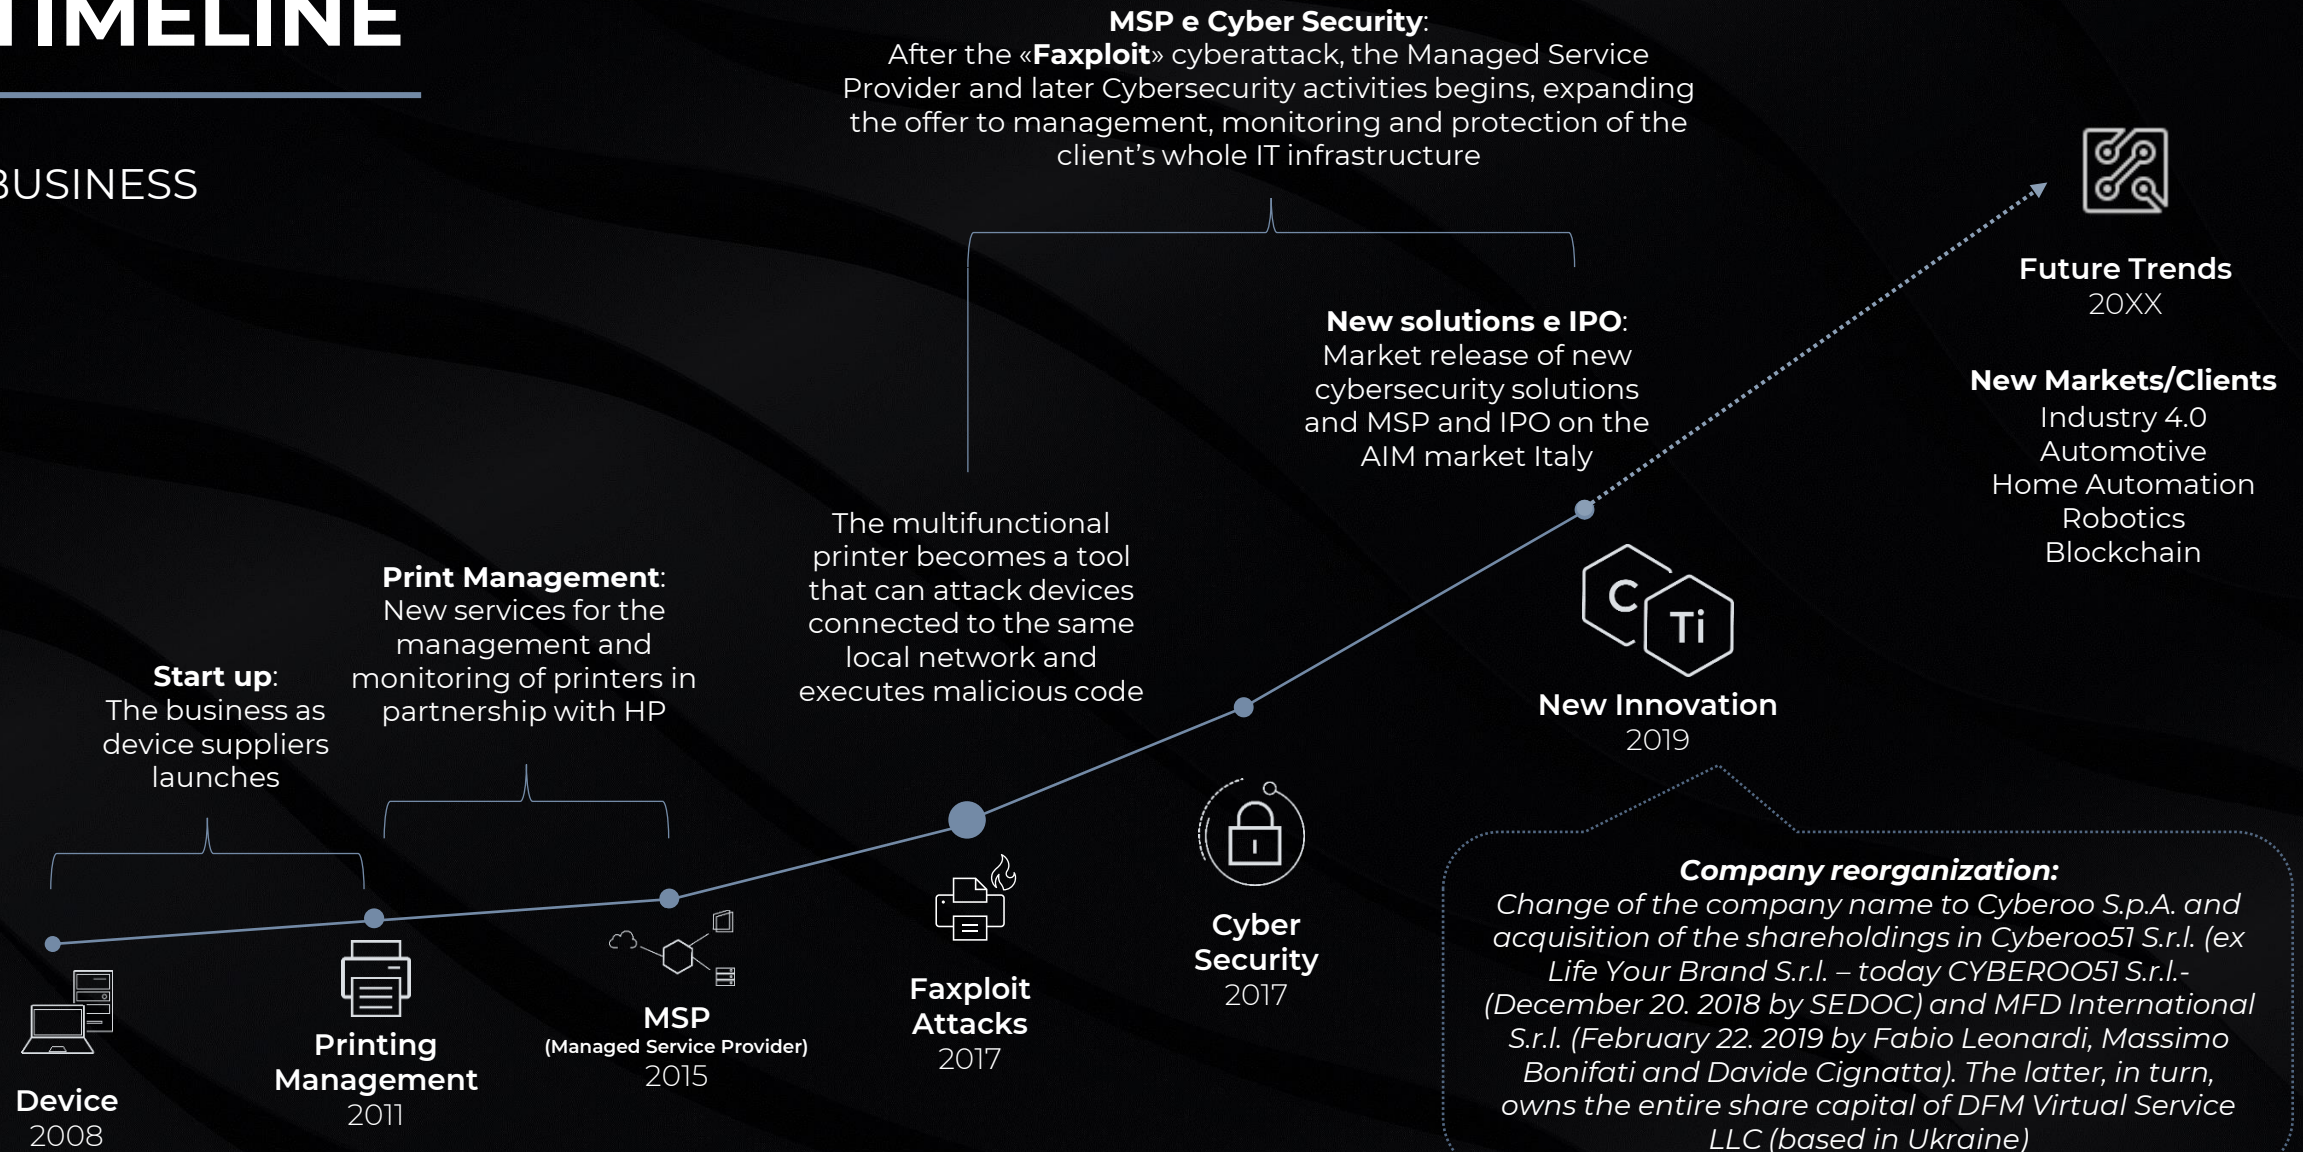 TIMELINE
BUSINESS
MSP e Cyber Security:
After the «Faxploit» cyberattack, the Managed Service
Provider and later Cybersecurity activities begins, expanding
the offer to management, monitoring and protection of the
client's whole IT infrastructure
Start up:
The business as
device suppliers
launches
Print Management:
New services for the
management and
monitoring of printers in
partnership with HP
The multifunctional
printer becomes a tool
that can attack devices
connected to the same
local network and
executes malicious code
New solutions e IPO:
Market release of new
cybersecurity solutions
and MSP and IPO on the
AIM market Italy
Future Trends
20XX
New Markets/Clients
Industry 4.0
Automotive
Home Automation
Robotics
Blockchain
Device
2008
Printing
Management
2011
MSP
(Managed Service Provider)
2015
Faxploit
Attacks
2017
Cyber
Security
2017
C
Ti
New Innovation
2019
Company reorganization:
Change of the company name to Cyberoo S.p.A. and
acquisition of the shareholdings in Cyberoo51 S.r.l. (ex
Life Your Brand S.r.l. – today CYBEROO51 S.r.l.-
(December 20. 2018 by SEDOC) and MFD International
S.r.l. (February 22. 2019 by Fabio Leonardi, Massimo
Bonifati and Davide Cignatta). The latter, in turn,
owns the entire share capital of DFM Virtual Service
LLC (based in Ukraine)